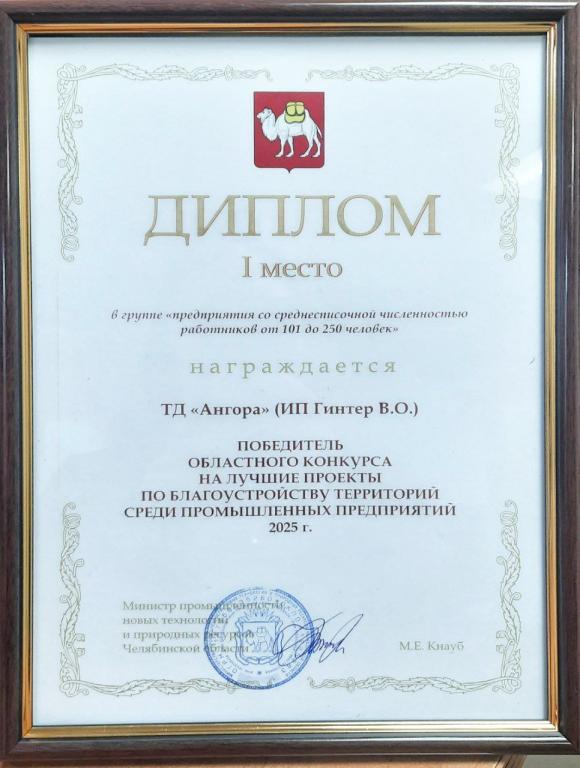 ДИПЛОМ
I место
в группе «предприятия со среднесписочной численностью
работников от 101 до 250 человек»
награждается
ТД «Ангора» (ИП Гинтер В.О.)
ПОБЕДИТЕЛЬ
ОБЛАСТНОГО КОНКУРСА
НА ЛУЧШИЕ ПРОЕКТЫ
ПО БЛАГОУСТРОЙСТВУ ТЕРРИТОРИЙ
СРЕДИ ПРОМЫШЛЕННЫХ ПРЕДПРИЯТИЙ
2025 г.
Министр промышленности,
новых технологий
и природных ресурсов
Челябинской области
М.Е. Кнауб